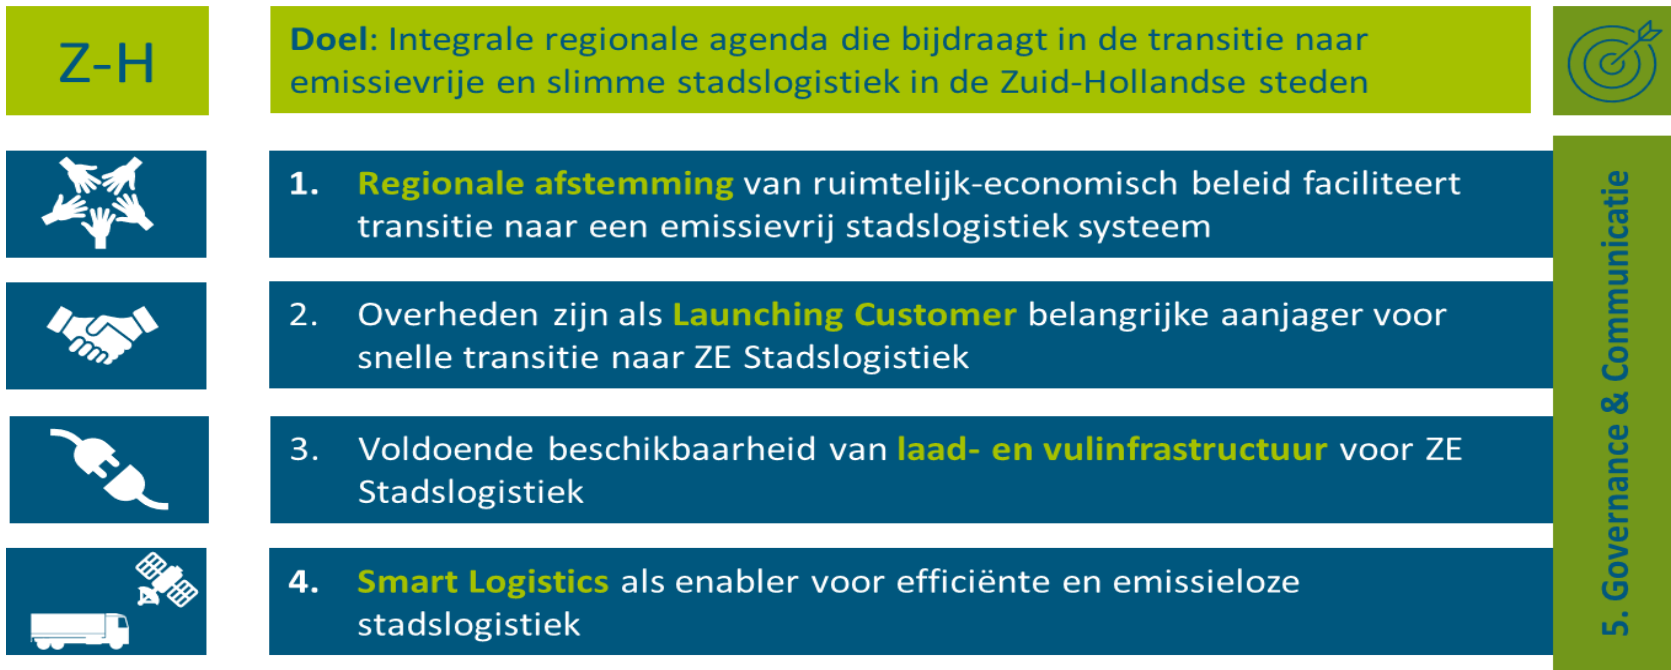 Z-H
Doel: Integrale regionale agenda die bijdraagt in de transitie naar
emissievrije en slimme stadslogistiek in de Zuid-Hollandse steden
1. Regionale afstemming van ruimtelijk-economisch beleid faciliteert
transitie naar een emissievrij stadslogistiek systeem
2. Overheden zijn als Launching Customer belangrijke aanjager voor
snelle transitie naar ZE Stadslogistiek
3. Voldoende beschikbaarheid van laad- en vulinfrastructuur voor ZE
Stadslogistiek
4. Smart Logistics als enabler voor efficiënte en emissieloze
stadslogistiek
5. Governance & Communicatie